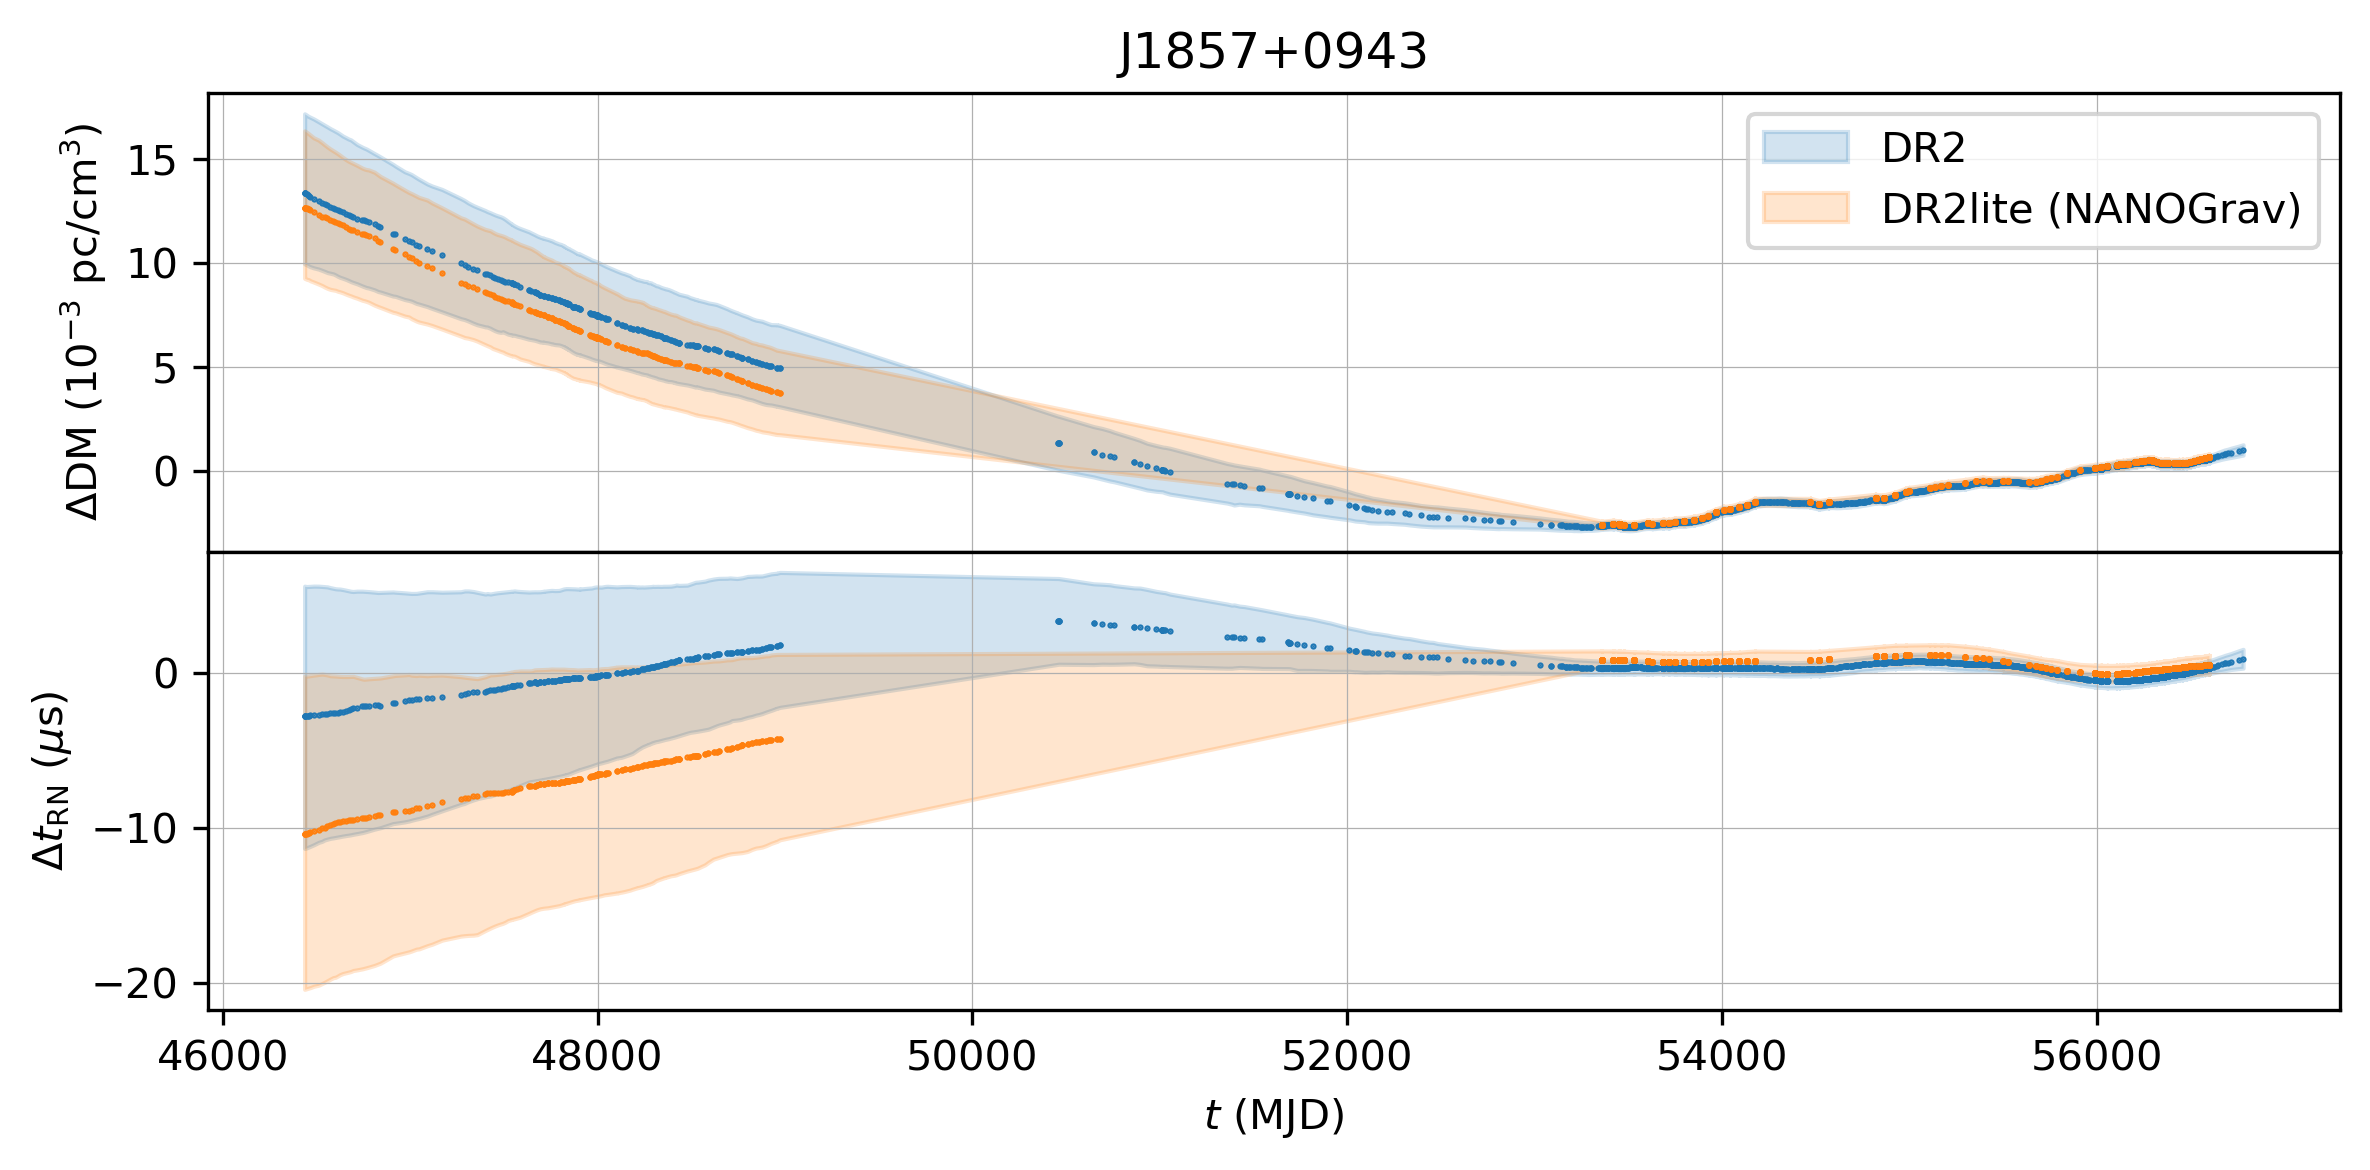 J1857+0943
ΔDM (10⁻³ pc/cm³)
15
10
5
0
DR2
DR2lite (NANOGrav)
Δt_RN (μs)
0
−10
−20
46000 48000 50000 52000 54000 56000
t (MJD)